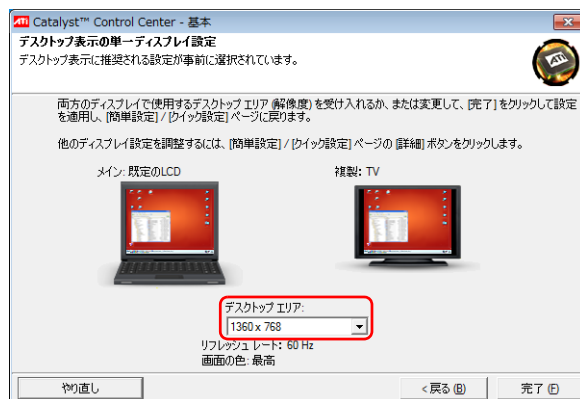 ATI Catalyst™ Control Center - 基本
デスクトップ表示の単一ディスプレイ設定
デスクトップ表示に推奨される設定が事前に選択されています。
ATI
両方のディスプレイで使用するデスクトップ エリア (解像度) を受け入れるか、または変更して、[完了] をクリックして設定
を適用し、[簡単設定] / [クイック設定] ページに戻ります。
他のディスプレイ設定を調整するには、[簡単設定] / [クイック設定] ページの [詳細] ボタンをクリックします。
メイン: 既定のLCD
複製: TV
デスクトップ エリア:
1360 x 768
リフレッシュ レート: 60 Hz
画面の色: 最高
やり直し
< 戻る (B)
完了 (F)